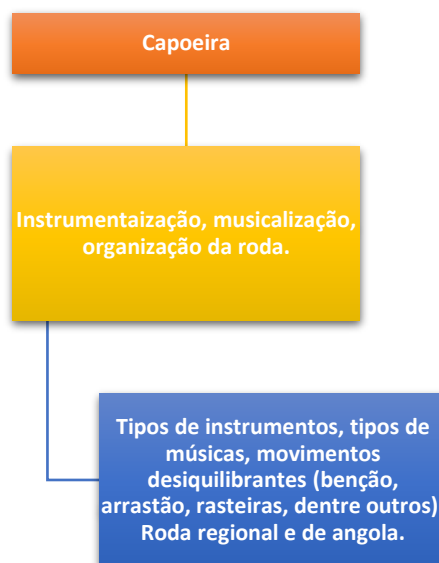 Capoeira
Instrumentaização, musicalização,
organização da roda.
Tipos de instrumentos, tipos de
músicas, movimentos
desiquilibrantes (benção,
arrastão, rasteiras, dentre outros)
Roda regional e de angola.